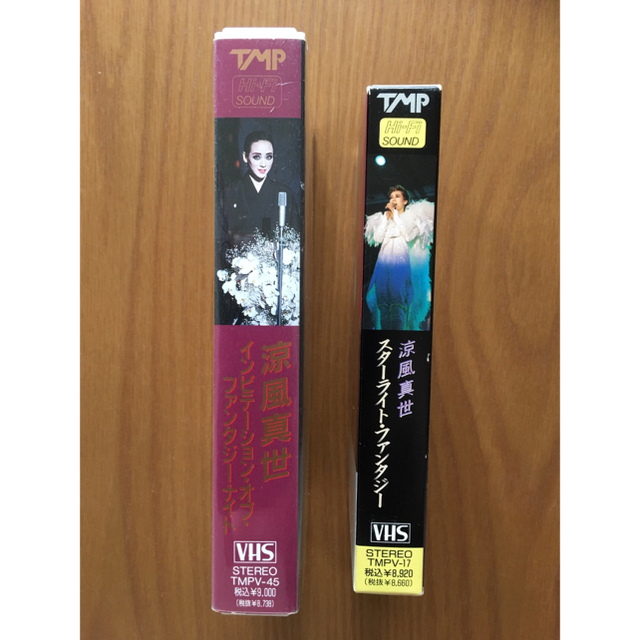 TMP
Hi-Fi
SOUND
涼風真世
インビテーション・オブ・
ファンタジーナイト
VHS
STEREO
TMPV-45
税込¥9,000
(税抜¥8,738)
TMP
Hi-Fi
SOUND
涼風真世
スターライト・ファンタジー
VHS
STEREO
TMPV-17
税込¥8,920
(税抜¥8,660)